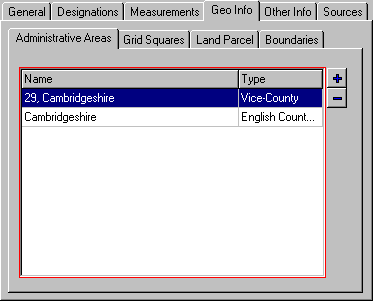 General Designations Measurements Geo Info Other Info Sources
Administrative Areas Grid Squares Land Parcel Boundaries
Name Type
29, Cambridgeshire Vice-County
Cambridgeshire English Count...